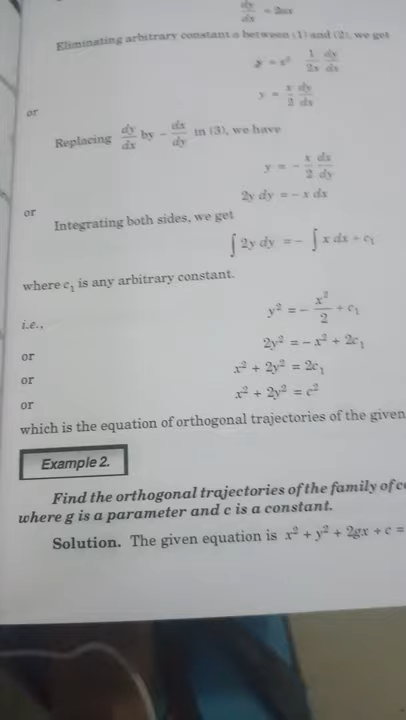 dy/dx = 2ax
Eliminating arbitrary constant a between (1) and (2), we get
y = x² 1/2x dy/dx
or y = x/2 dy/dx
Replacing dy/dx by − dx/dy in (3), we have
y = − x/2 dx/dy
or 2y dy = − x dx
Integrating both sides, we get
∫ 2y dy = − ∫ x dx + c₁
where c₁ is any arbitrary constant.
i.e., y² = − x²/2 + c₁
or 2y² = − x² + 2c₁
or x² + 2y² = 2c₁
or x² + 2y² = c²
which is the equation of orthogonal trajectories of the given
Example 2.
Find the orthogonal trajectories of the family of
where g is a parameter and c is a constant.
Solution. The given equation is x² + y² + 2gx + c =